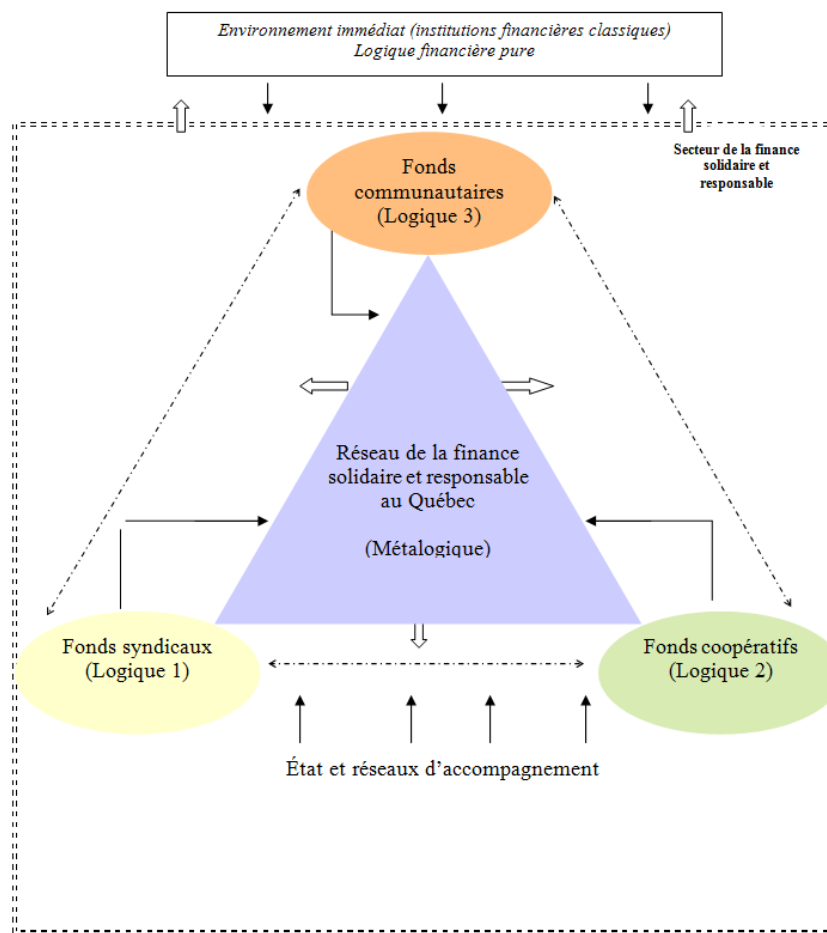 Environnement immédiat (institutions financières classiques)
Logique financière pure
Secteur de la finance
solidaire et
responsable
Fonds
communautaires
(Logique 3)
Réseau de la finance
solidaire et responsable
au Québec
(Métalogique)
Fonds syndicaux
(Logique 1)
Fonds coopératifs
(Logique 2)
État et réseaux d'accompagnement